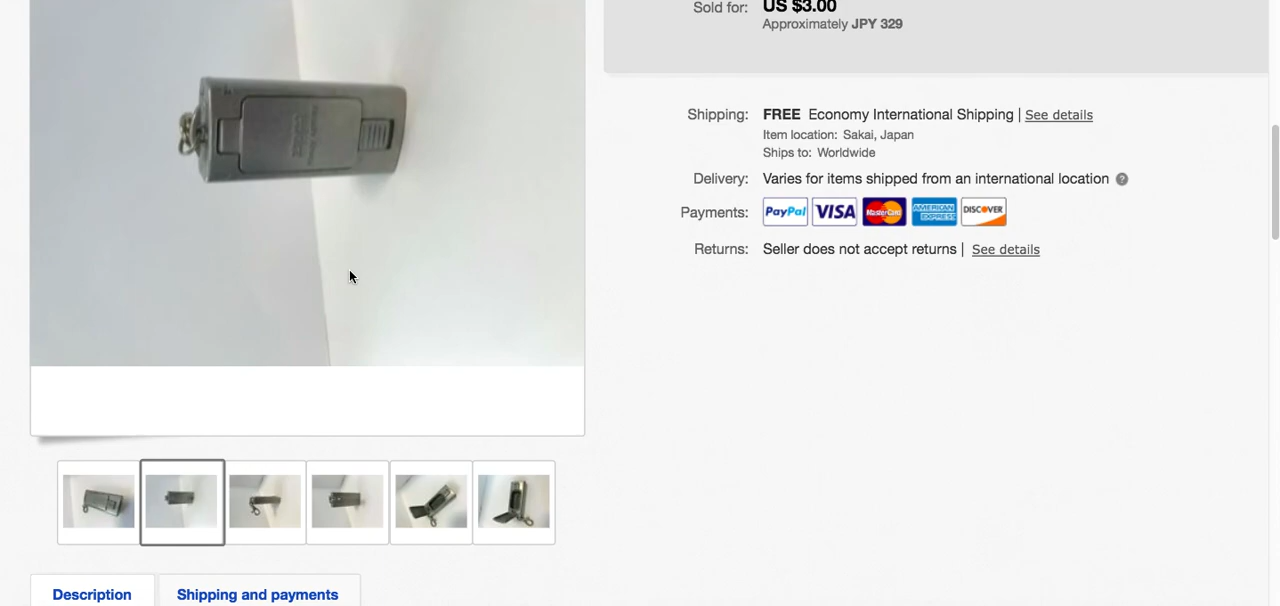 Sold for: US $3.00
Approximately JPY 329
Shipping: FREE Economy International Shipping | See details
Item location: Sakai, Japan
Ships to: Worldwide
Delivery: Varies for items shipped from an international location ?
Payments: PayPal VISA MasterCard AMERICAN EXPRESS DISCOVER
Returns: Seller does not accept returns | See details
Description Shipping and payments